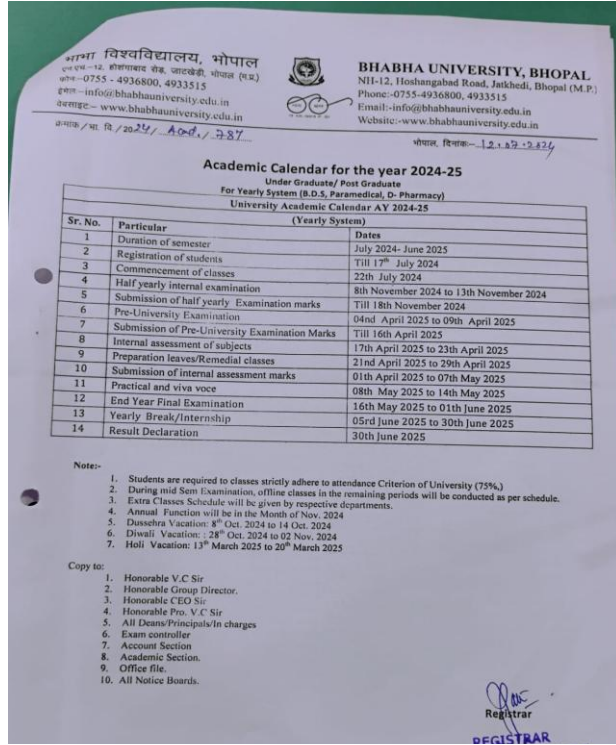 भाभा विश्वविद्यालय, भोपाल
एन.एच.-12, होशंगाबाद रोड़, जाटखेड़ी, भोपाल (म.प्र.)
फोन:-0755 - 4936800, 4933515
ईमेल:-info@bhabhauniversity.edu.in
वेबसाइट:- www.bhabhauniversity.edu.in
BHABHA UNIVERSITY, BHOPAL
NH-12, Hoshangabad Road, Jatkhedi, Bhopal (M.P.)
Phone:-0755-4936800, 4933515
Email:-info@bhabhauniversity.edu.in
Website:-www.bhabhauniversity.edu.in
क्रमांक/भा. वि./2024/Acad./787
भोपाल, दिनांक:- 12.07.2024
Academic Calendar for the year 2024-25
Under Graduate/ Post Graduate
For Yearly System (B.D.S, Paramedical, D- Pharmacy)
University Academic Calendar AY 2024-25
(Yearly System)
Sr. No. Particular Dates
1 Duration of semester July 2024- June 2025
2 Registration of students Till 17th July 2024
3 Commencement of classes 22th July 2024
4 Half yearly internal examination 8th November 2024 to 13th November 2024
5 Submission of half yearly Examination marks Till 18th November 2024
6 Pre-University Examination 04nd April 2025 to 09th April 2025
7 Submission of Pre-University Examination Marks Till 16th April 2025
8 Internal assessment of subjects 17th April 2025 to 23th April 2025
9 Preparation leaves/Remedial classes 21nd April 2025 to 29th April 2025
10 Submission of internal assessment marks 01th April 2025 to 07th May 2025
11 Practical and viva voce 08th May 2025 to 14th May 2025
12 End Year Final Examination 16th May 2025 to 01th June 2025
13 Yearly Break/Internship 05rd June 2025 to 30th June 2025
14 Result Declaration 30th June 2025
Note:-
1. Students are required to classes strictly adhere to attendance Criterion of University (75%,)
2. During mid Sem Examination, offline classes in the remaining periods will be conducted as per schedule.
3. Extra Classes Schedule will be given by respective departments.
4. Annual Function will be in the Month of Nov. 2024
5. Dussehra Vacation: 8th Oct. 2024 to 14 Oct. 2024
6. Diwali Vacation: : 28th Oct. 2024 to 02 Nov. 2024
7. Holi Vacation: 13th March 2025 to 20th March 2025
Copy to:
1. Honorable V.C Sir
2. Honorable Group Director.
3. Honorable CEO Sir
4. Honorable Pro. V.C Sir
5. All Deans/Principals/In charges
6. Exam controller
7. Account Section
8. Academic Section.
9. Office file.
10. All Notice Boards.
Registrar
REGISTRAR